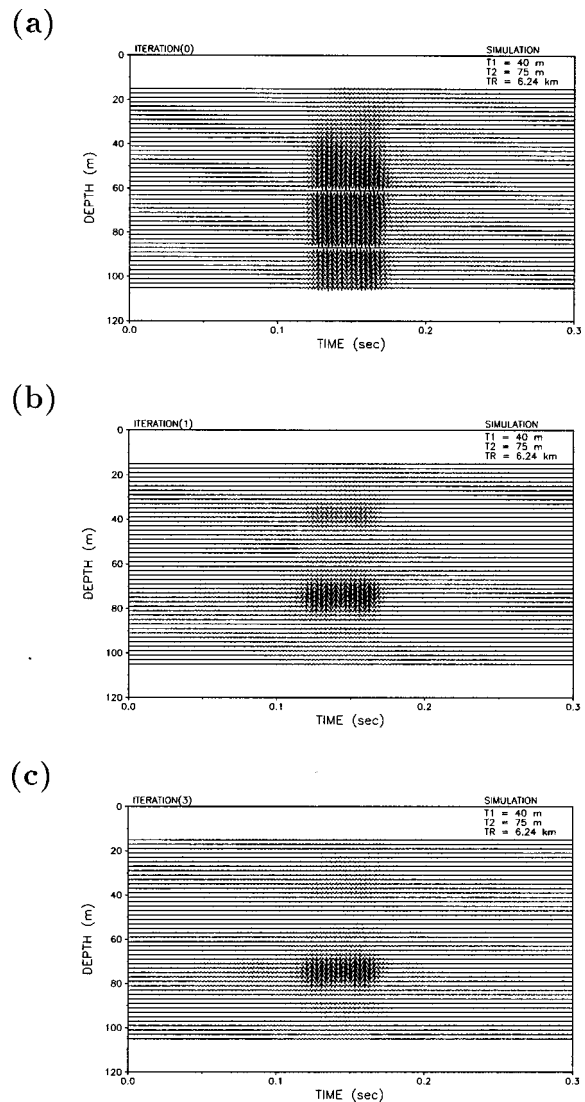 (a)
ITERATION(0)
SIMULATION
T1 = 40 m
T2 = 75 m
TR = 6.24 km
0
20
40
60
80
100
120
DEPTH (m)
0.0
0.1
0.2
0.3
TIME (sec)
(b)
ITERATION(1)
SIMULATION
T1 = 40 m
T2 = 75 m
TR = 6.24 km
0
20
40
60
80
100
120
DEPTH (m)
0.0
0.1
0.2
0.3
TIME (sec)
(c)
ITERATION(3)
SIMULATION
T1 = 40 m
T2 = 75 m
TR = 6.24 km
0
20
40
60
80
100
120
DEPTH (m)
0.0
0.1
0.2
0.3
TIME (sec)